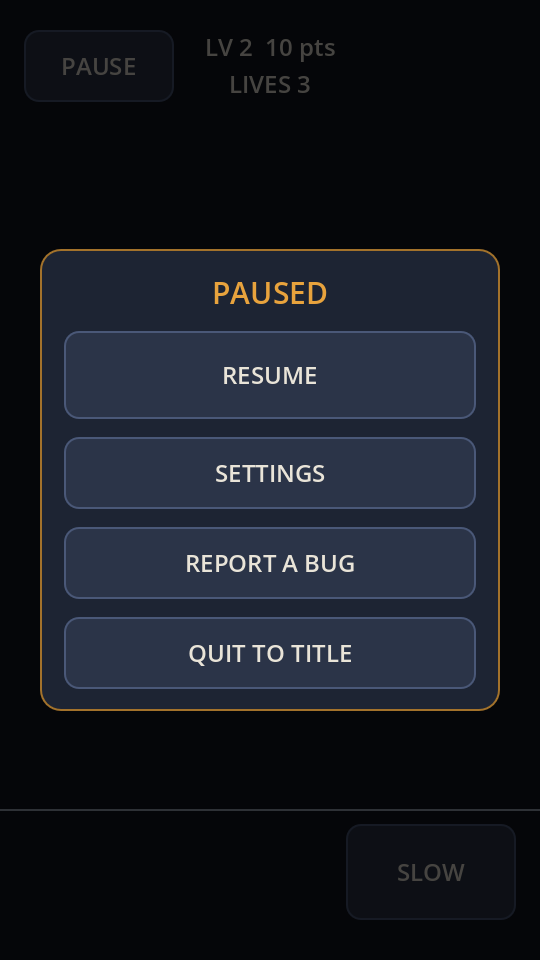 PAUSE
LV 2  10 pts
LIVES 3
PAUSED
RESUME
SETTINGS
REPORT A BUG
QUIT TO TITLE
SLOW